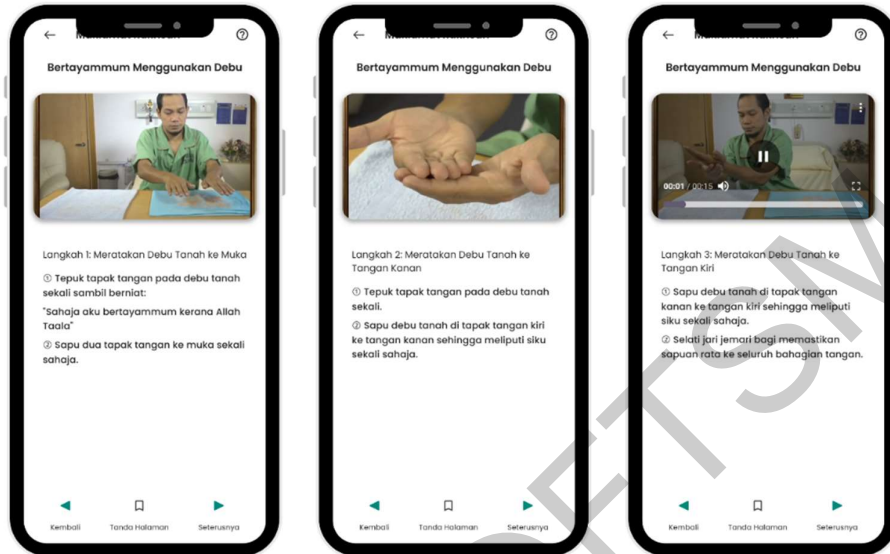 Bertayammum Menggunakan Debu
Langkah 1: Meratakan Debu Tanah ke Muka
① Tepuk tapak tangan pada debu tanah
sekali sambil berniat:
"Sahaja aku bertayammum kerana Allah
Taala"
② Sapu dua tapak tangan ke muka sekali
sahaja.
Kembali
Tanda Halaman
Seterusnya
Bertayammum Menggunakan Debu
Langkah 2: Meratakan Debu Tanah ke
Tangan Kanan
① Tepuk tapak tangan pada debu tanah
sekali.
② Sapu debu tanah di tapak tangan kiri
ke tangan kanan sehingga meliputi siku
sekali sahaja.
Kembali
Tanda Halaman
Seterusnya
Bertayammum Menggunakan Debu
00:01 / 00:15
Langkah 3: Meratakan Debu Tanah ke
Tangan Kiri
① Sapu debu tanah di tapak tangan
kanan ke tangan kiri sehingga meliputi
siku sekali sahaja.
② Selati jari jemari bagi memastikan
sapuan rata ke seluruh bahagian tangan.
Kembali
Tanda Halaman
Seterusnya